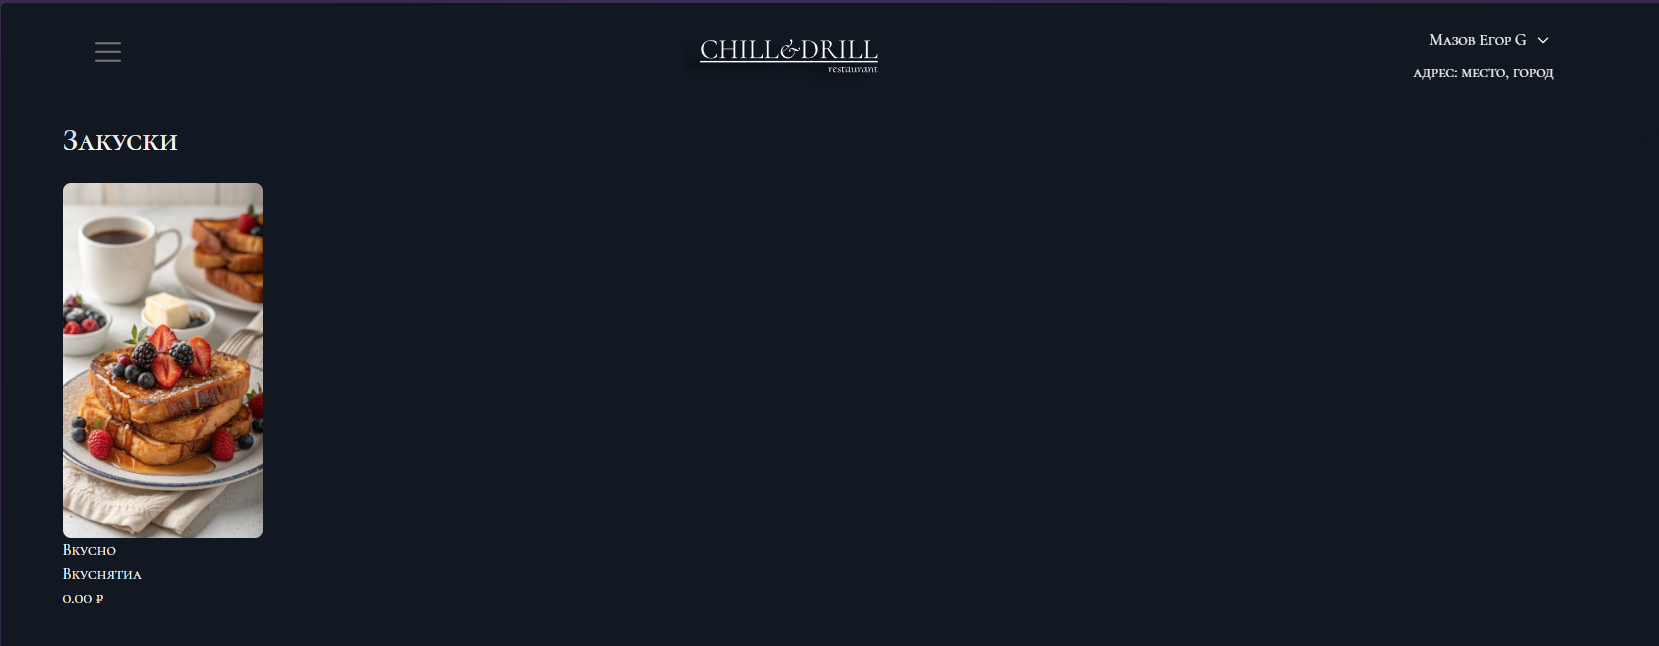 CHILL&DRILL
restaurant
Мазов Егор G
адрес: место, город
Закуски
Вкусно
Вкуснятиа
0.00 ₽